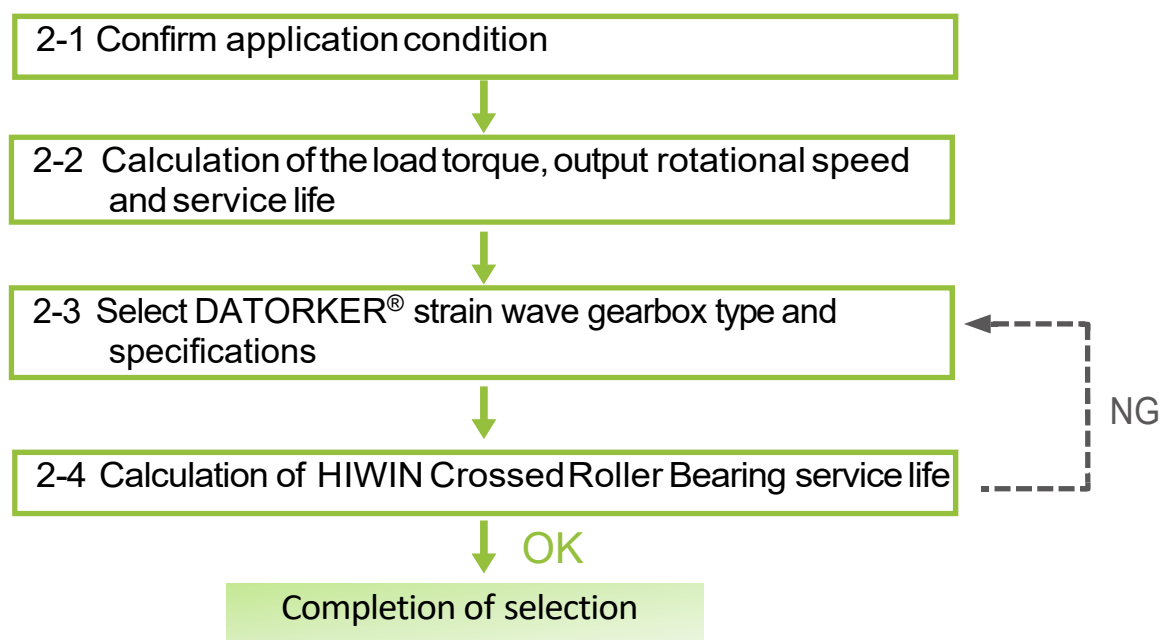 2-1 Confirm application condition
2-2 Calculation of the load torque, output rotational speed
and service life
2-3 Select DATORKER® strain wave gearbox type and
specifications
NG
2-4 Calculation of HIWIN Crossed Roller Bearing service life
OK
Completion of selection